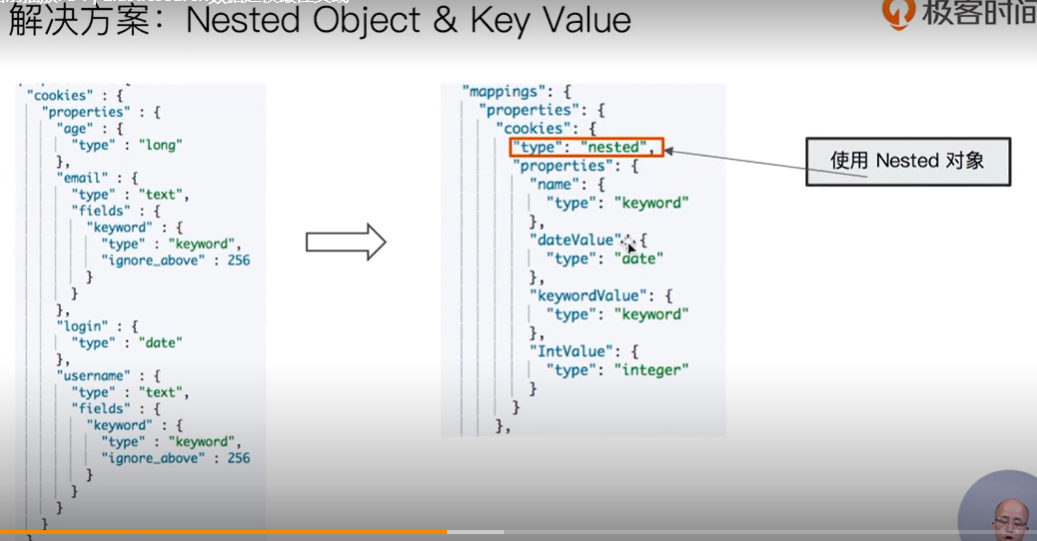 解决方案：Nested Object & Key Value
极客时间
"cookies" : {
"properties" : {
"age" : {
"type" : "long"
},
"email" : {
"type" : "text",
"fields" : {
"keyword" : {
"type" : "keyword",
"ignore_above" : 256
}
}
},
"login" : {
"type" : "date"
},
"username" : {
"type" : "text",
"fields" : {
"keyword" : {
"type" : "keyword",
"ignore_above" : 256
}
}
}
}
}
"mappings": {
"properties": {
"cookies": {
"type": "nested",
"properties": {
"name": {
"type": "keyword"
},
"dateValue": {
"type": "date"
},
"keywordValue": {
"type": "keyword"
},
"IntValue": {
"type": "integer"
}
}
},
使用 Nested 对象